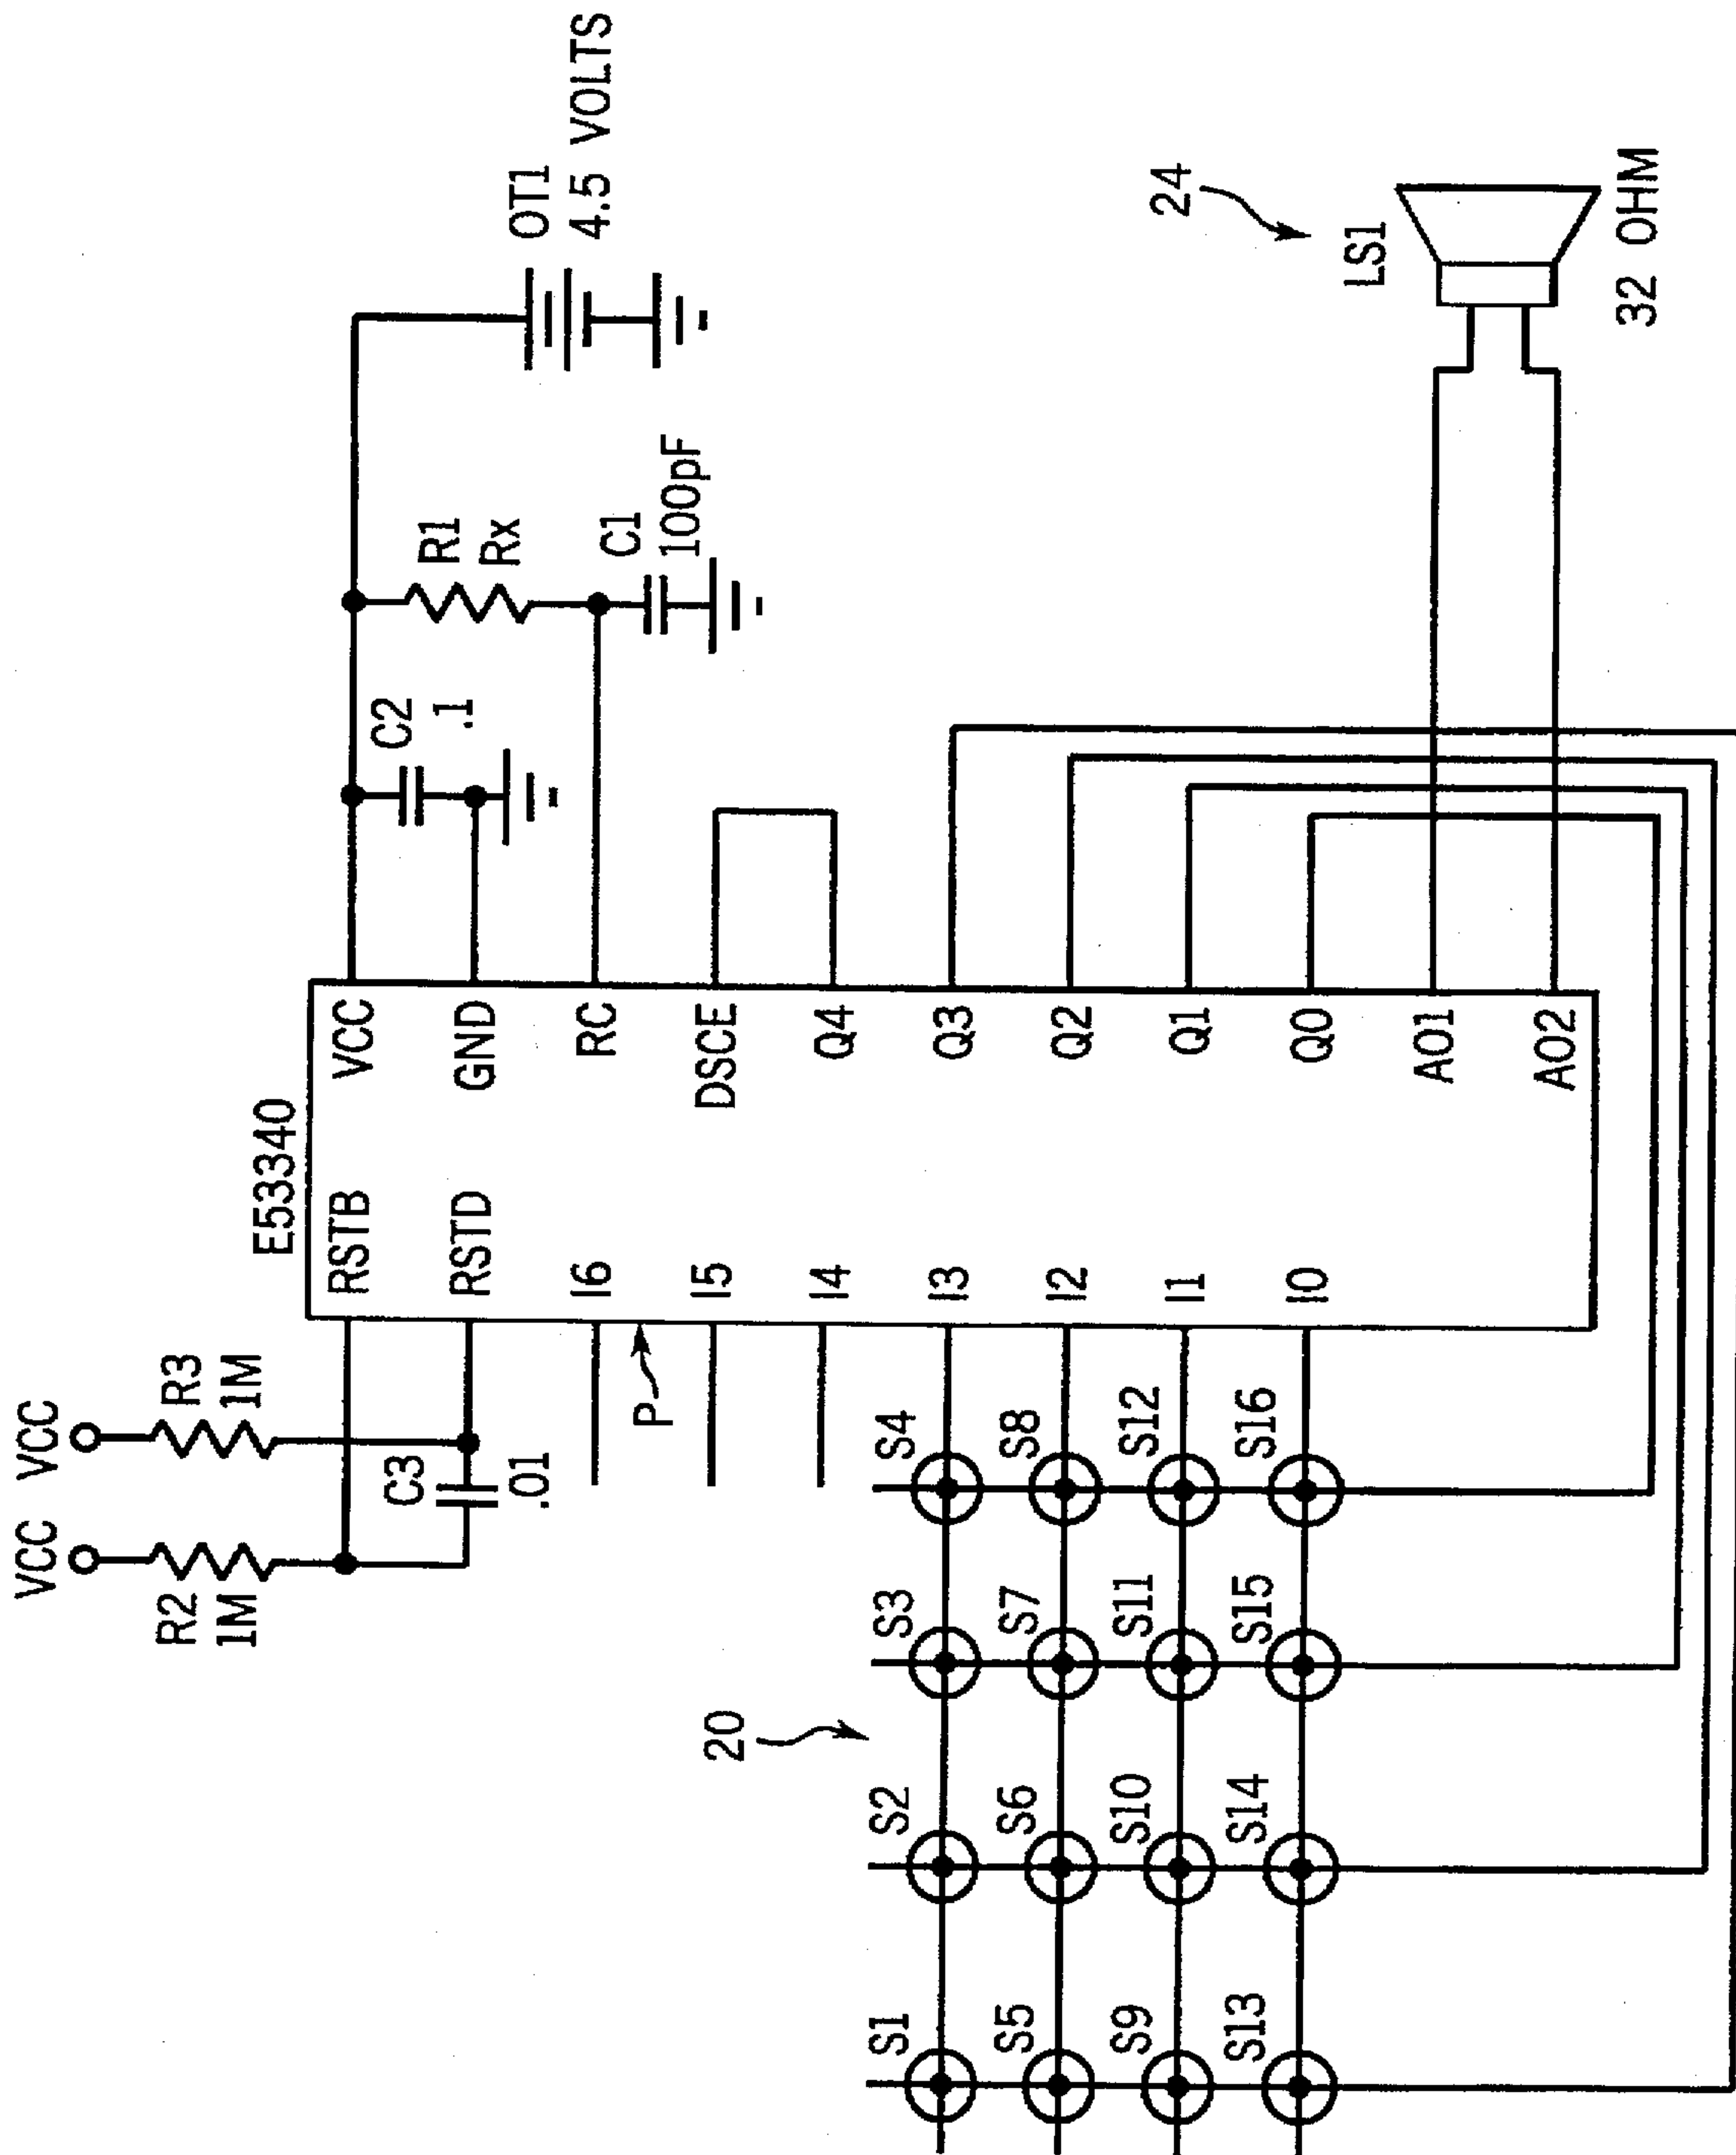 VCC VCC
R2
1M
R3
1M
C3
.01
E53340
RSTB
RSTD
I6
I5
I4
I3
I2
I1
I0
P
VCC
GND
RC
DSCE
Q4
Q3
Q2
Q1
Q0
AO1
AO2
C2
.1
R1
Rx
C1
100pF
OT1
4.5 VOLTS
20
S1 S2 S3 S4
S5 S6 S7 S8
S9 S10 S11 S12
S13 S14 S15 S16
24
LS1
32 OHM